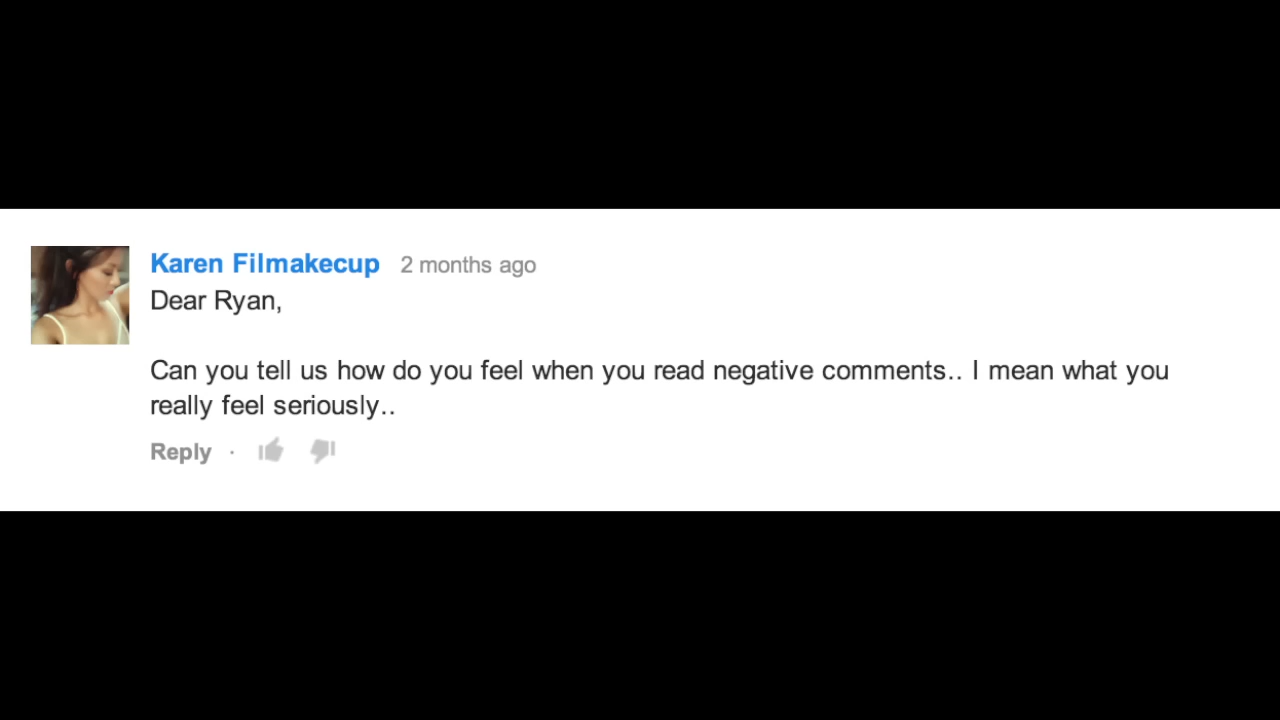 Karen Filmakecup 2 months ago
Dear Ryan,
Can you tell us how do you feel when you read negative comments.. I mean what you
really feel seriously..
Reply ·